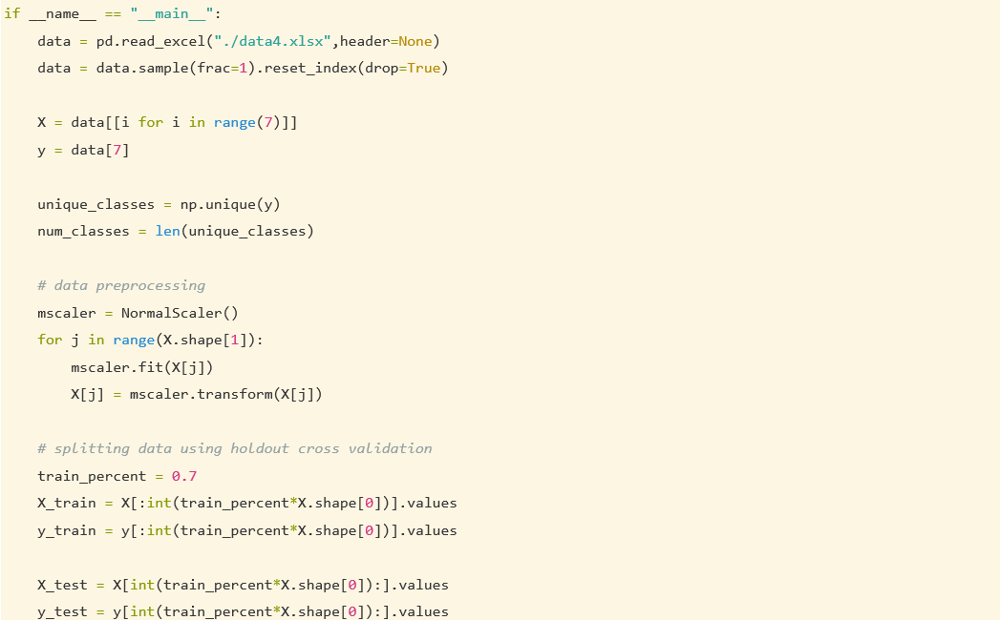 if __name__ == "__main__":
    data = pd.read_excel("./data4.xlsx",header=None)
    data = data.sample(frac=1).reset_index(drop=True)

    X = data[[i for i in range(7)]]
    y = data[7]

    unique_classes = np.unique(y)
    num_classes = len(unique_classes)

    # data preprocessing
    mscaler = NormalScaler()
    for j in range(X.shape[1]):
        mscaler.fit(X[j])
        X[j] = mscaler.transform(X[j])

    # splitting data using holdout cross validation
    train_percent = 0.7
    X_train = X[:int(train_percent*X.shape[0])].values
    y_train = y[:int(train_percent*X.shape[0])].values

    X_test = X[int(train_percent*X.shape[0]):].values
    y_test = y[int(train_percent*X.shape[0]):].values